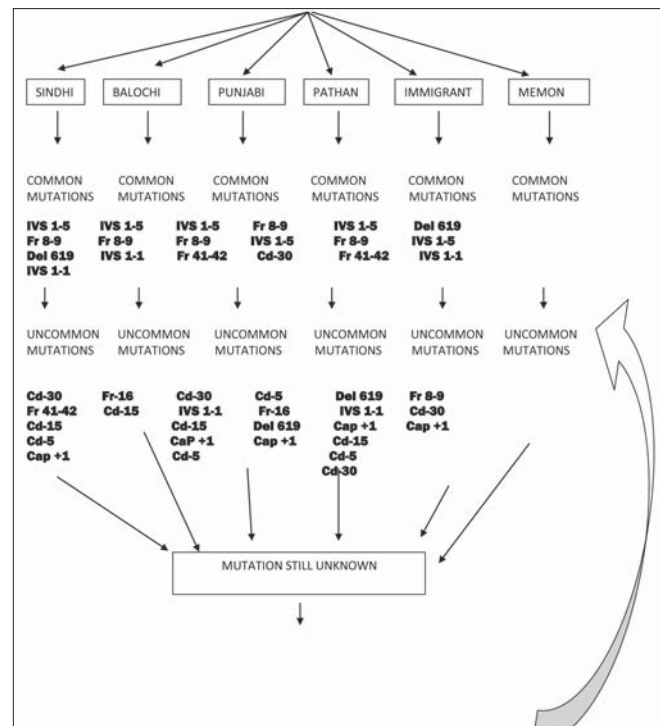 SINDHI BALOCHI PUNJABI PATHAN IMMIGRANT MEMON
COMMON COMMON COMMON COMMON COMMON COMMON
MUTATIONS MUTATIONS MUTATIONS MUTATIONS MUTATIONS MUTATIONS
IVS 1-5 IVS 1-5 IVS 1-5 Fr 8-9 IVS 1-5 Del 619
Fr 8-9 Fr 8-9 Fr 8-9 IVS 1-5 Fr 8-9 IVS 1-5
Del 619 IVS 1-1 Fr 41-42 Cd-30 Fr 41-42 IVS 1-1
IVS 1-1
UNCOMMON UNCOMMON UNCOMMON UNCOMMON UNCOMMON UNCOMMON
MUTATIONS MUTATIONS MUTATIONS MUTATIONS MUTATIONS MUTATIONS
Cd-30 Fr-16 Cd-30 Cd-5 Del 619 Fr 8-9
Fr 41-42 Cd-15 IVS 1-1 Fr-16 IVS 1-1 Cd-30
Cd-15 Cd-15 Del 619 Cap +1 Cap +1
Cd-5 CaP +1 Cap +1 Cd-15
Cap +1 Cd-5 Cd-5
Cd-30
MUTATION STILL UNKNOWN